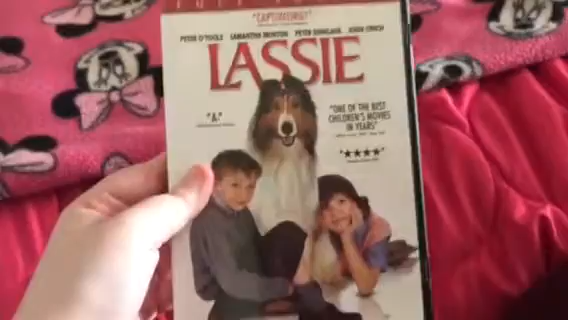 "CAPTIVATING!"
PETER O'TOOLE SAMANTHA MORTON PETER DINKLAGE JOHN LYNCH
LASSIE
"ONE OF THE BEST
CHILDREN'S MOVIES
IN YEARS"
★★★★